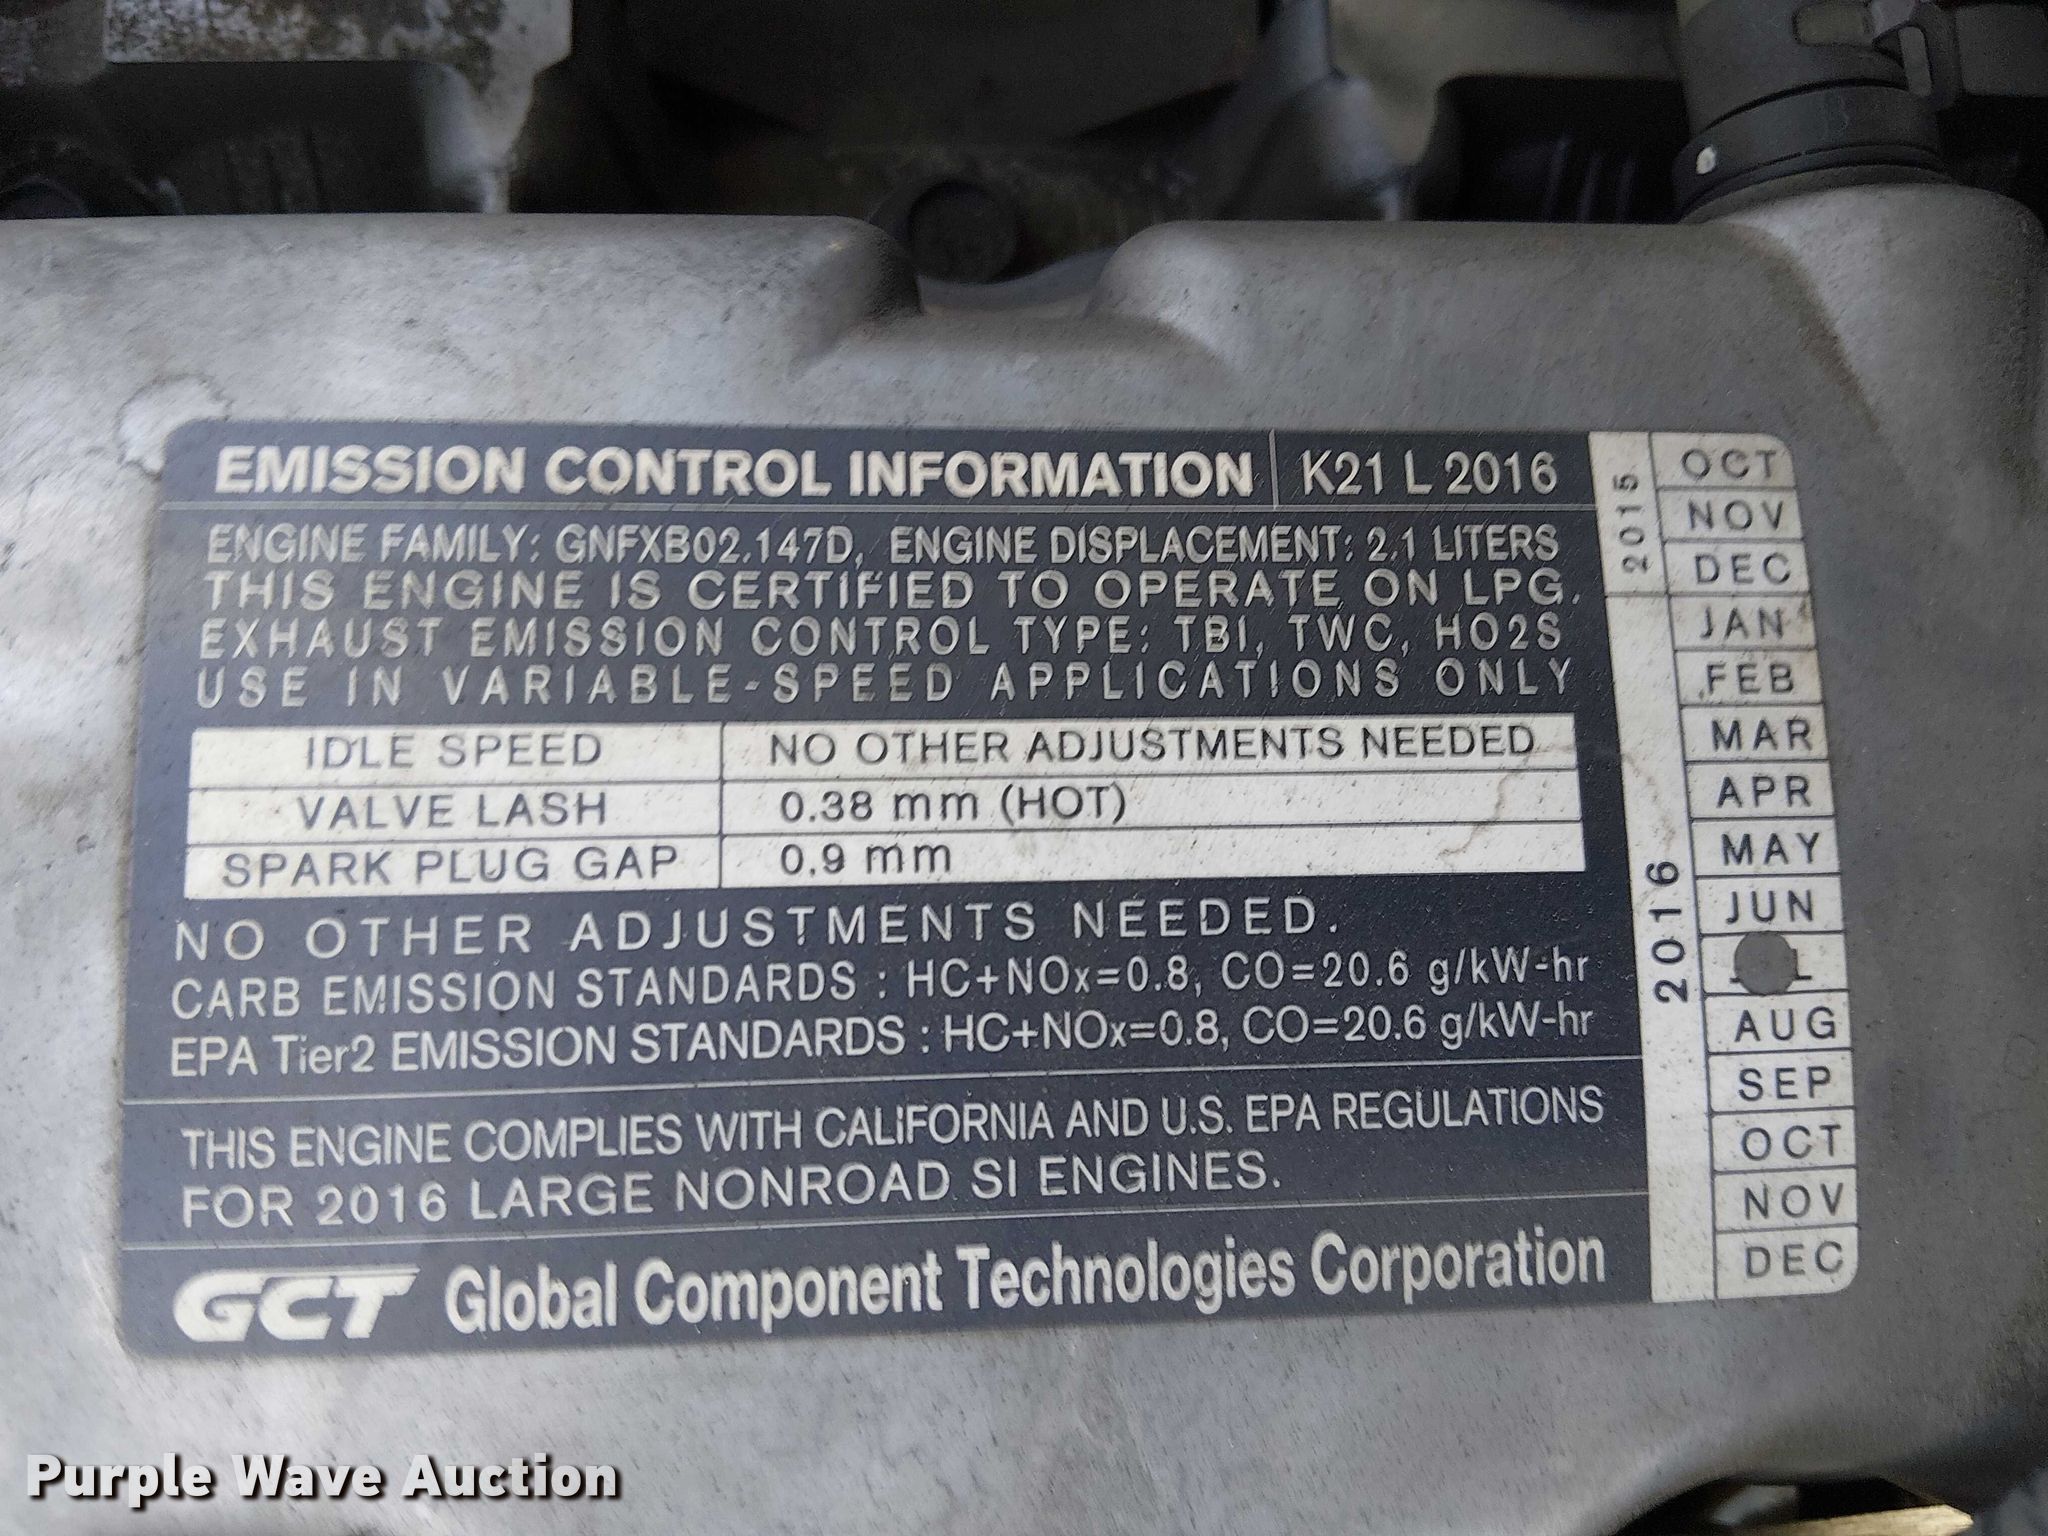 EMISSION CONTROL INFORMATION K21 L 2016
ENGINE FAMILY: GNFXB02.147D, ENGINE DISPLACEMENT: 2.1 LITERS
THIS ENGINE IS CERTIFIED TO OPERATE ON LPG.
EXHAUST EMISSION CONTROL TYPE: TBI, TWC, HO2S
USE IN VARIABLE-SPEED APPLICATIONS ONLY
IDLE SPEED NO OTHER ADJUSTMENTS NEEDED
VALVE LASH 0.38 mm (HOT)
SPARK PLUG GAP 0.9 mm
NO OTHER ADJUSTMENTS NEEDED.
CARB EMISSION STANDARDS : HC+NOx=0.8, CO=20.6 g/kW-hr
EPA Tier2 EMISSION STANDARDS : HC+NOx=0.8, CO=20.6 g/kW-hr
THIS ENGINE COMPLIES WITH CALIFORNIA AND U.S. EPA REGULATIONS
FOR 2016 LARGE NONROAD SI ENGINES.
GCT Global Component Technologies Corporation
2015
OCT
NOV
DEC
2016
JAN
FEB
MAR
APR
MAY
JUN
AUG
SEP
OCT
NOV
DEC
Purple Wave Auction